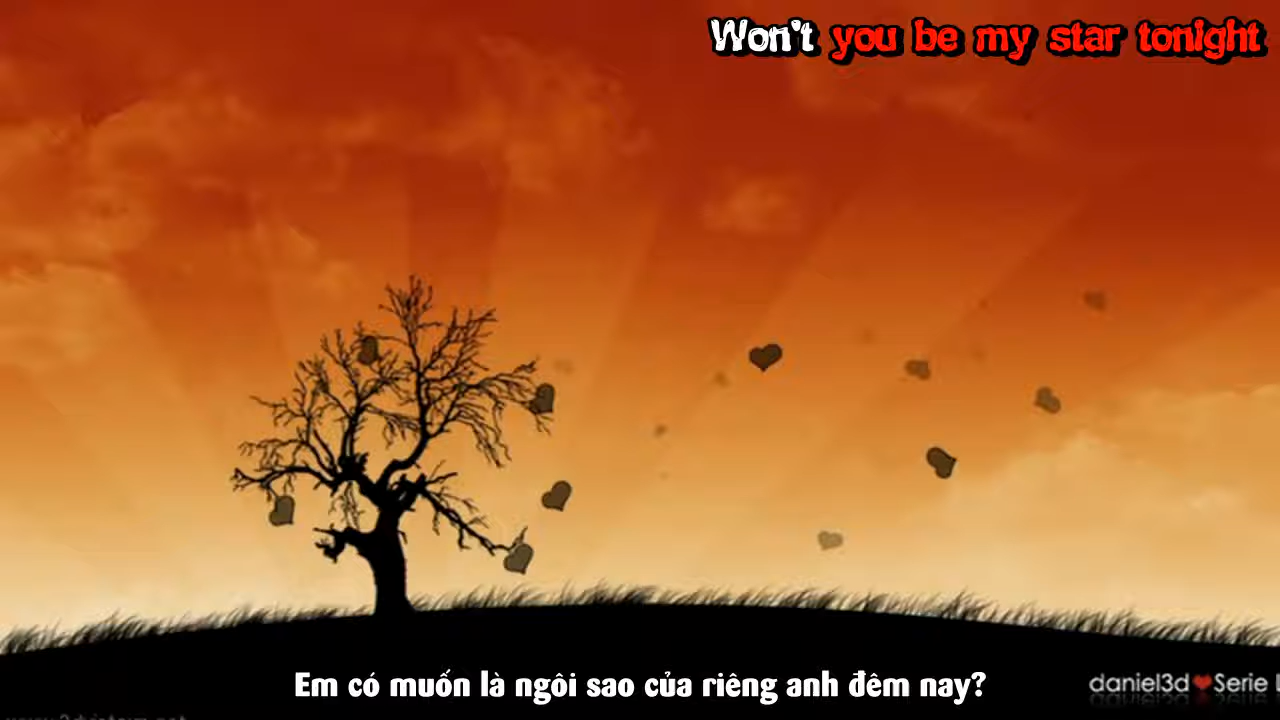 Won't you be my star tonight
Em có muốn là ngôi sao của riêng anh đêm nay?
daniel3d ❤ Serie